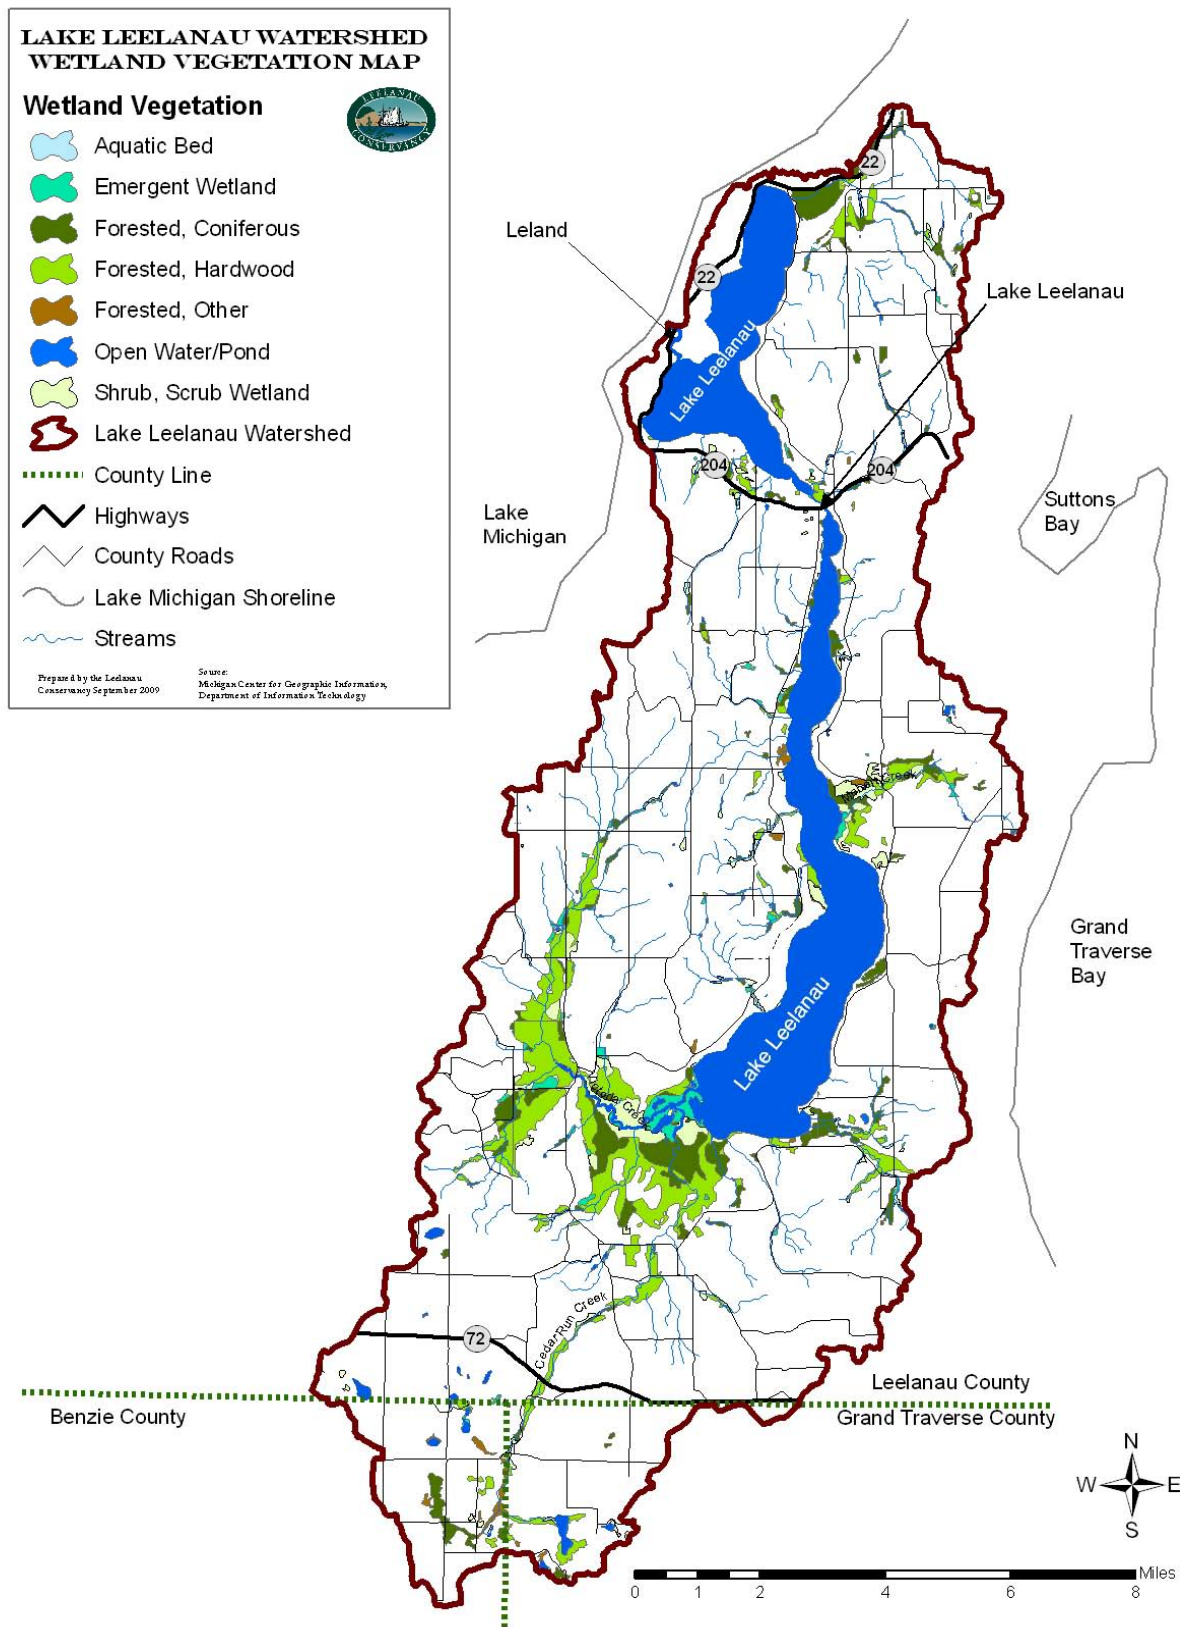 LAKE LEELANAU WATERSHED
WETLAND VEGETATION MAP
Wetland Vegetation
LEELANAU
CONSERVANCY
Aquatic Bed
Emergent Wetland
Forested, Coniferous
Forested, Hardwood
Forested, Other
Open Water/Pond
Shrub, Scrub Wetland
Lake Leelanau Watershed
County Line
Highways
County Roads
Lake Michigan Shoreline
Streams
Prepared by the Leelanau
Conservancy September 2009
Source:
Michigan Center for Geographic Information,
Department of Information Technology
22
Leland
22
Lake Leelanau
Lake Leelanau
204
204
Lake
Michigan
Suttons
Bay
Creek
Grand
Traverse
Bay
Lake Leelanau
Creek
Cedar Run Creek
72
Leelanau County
Benzie County
Grand Traverse County
N
W
E
S
Miles
0
1
2
4
6
8